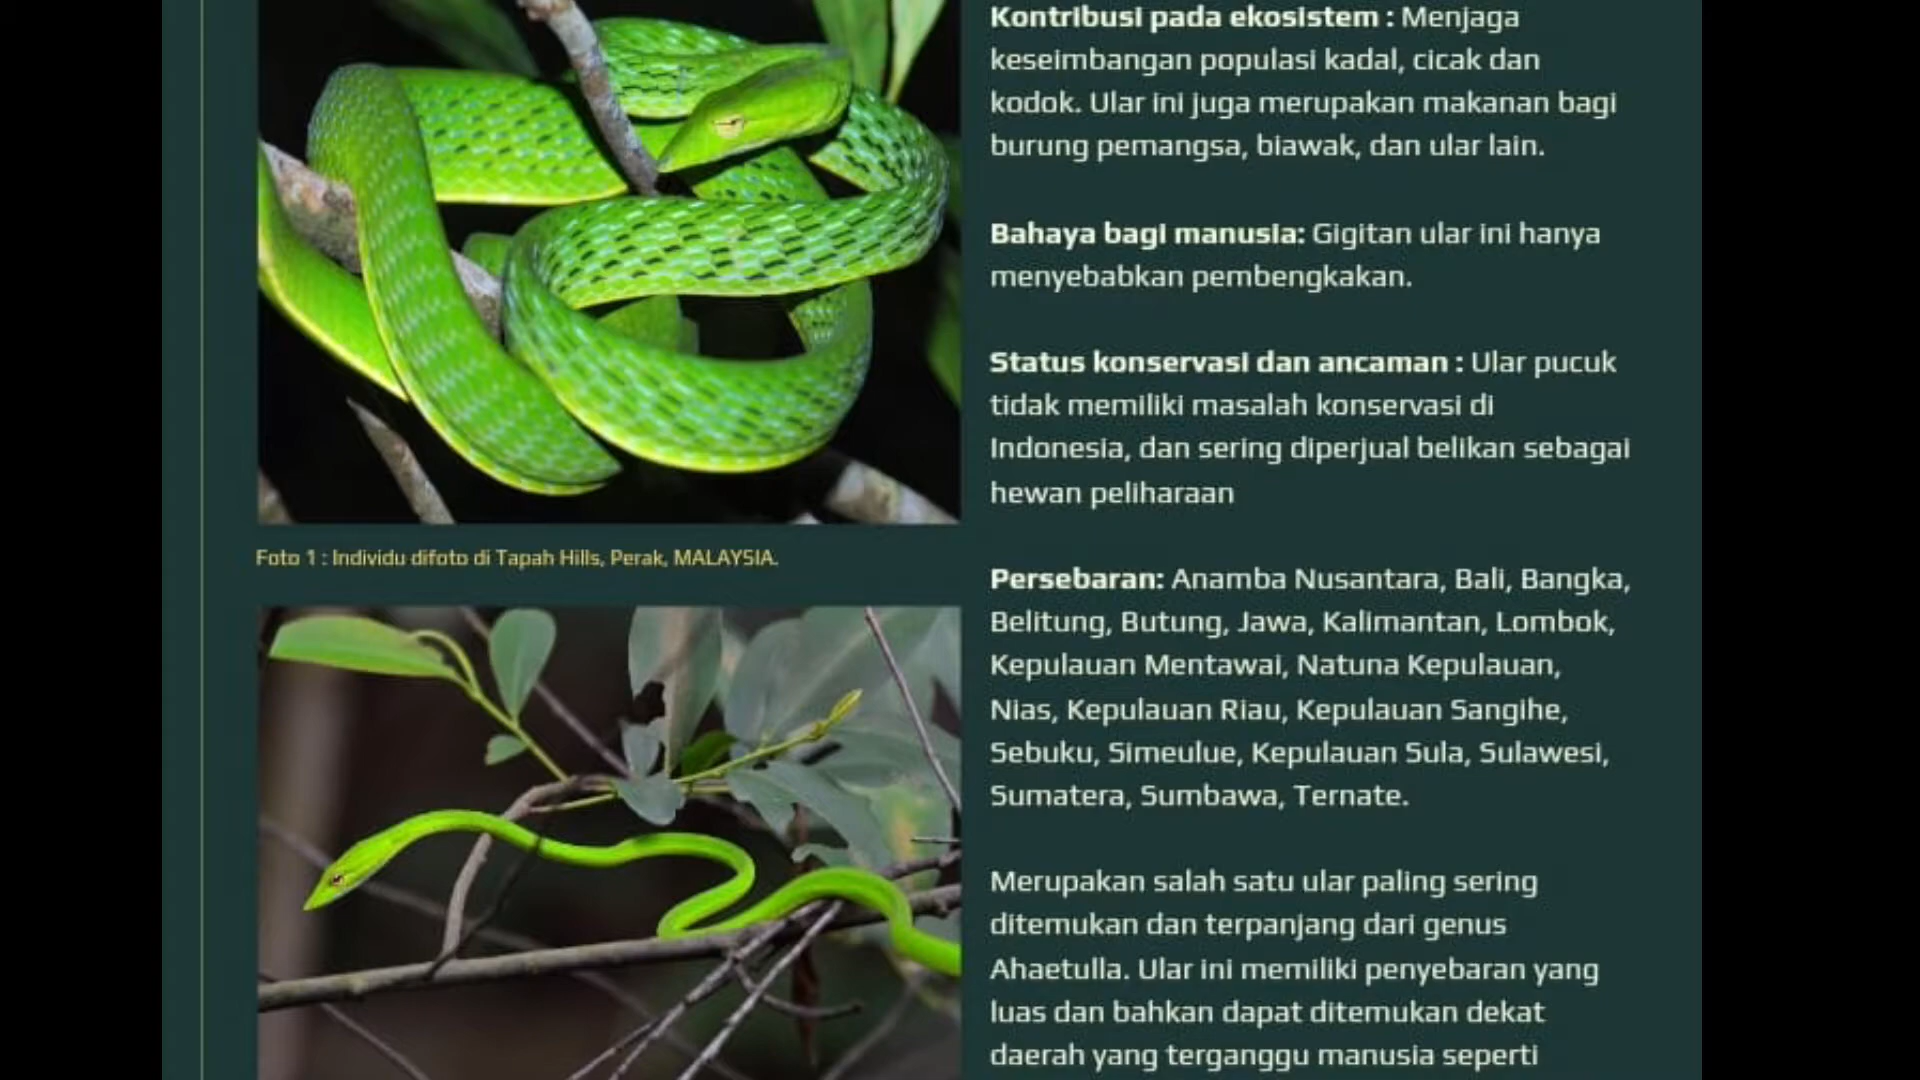 Kontribusi pada ekosistem : Menjaga
keseimbangan populasi kadal, cicak dan
kodok. Ular ini juga merupakan makanan bagi
burung pemangsa, biawak, dan ular lain.
Bahaya bagi manusia: Gigitan ular ini hanya
menyebabkan pembengkakan.
Status konservasi dan ancaman : Ular pucuk
tidak memiliki masalah konservasi di
Indonesia, dan sering diperjual belikan sebagai
hewan peliharaan
Foto 1 : Individu difoto di Tapah Hills, Perak, MALAYSIA.
Persebaran: Anamba Nusantara, Bali, Bangka,
Belitung, Butung, Jawa, Kalimantan, Lombok,
Kepulauan Mentawai, Natuna Kepulauan,
Nias, Kepulauan Riau, Kepulauan Sangihe,
Sebuku, Simeulue, Kepulauan Sula, Sulawesi,
Sumatera, Sumbawa, Ternate.
Merupakan salah satu ular paling sering
ditemukan dan terpanjang dari genus
Ahaetulla. Ular ini memiliki penyebaran yang
luas dan bahkan dapat ditemukan dekat
daerah yang terganggu manusia seperti